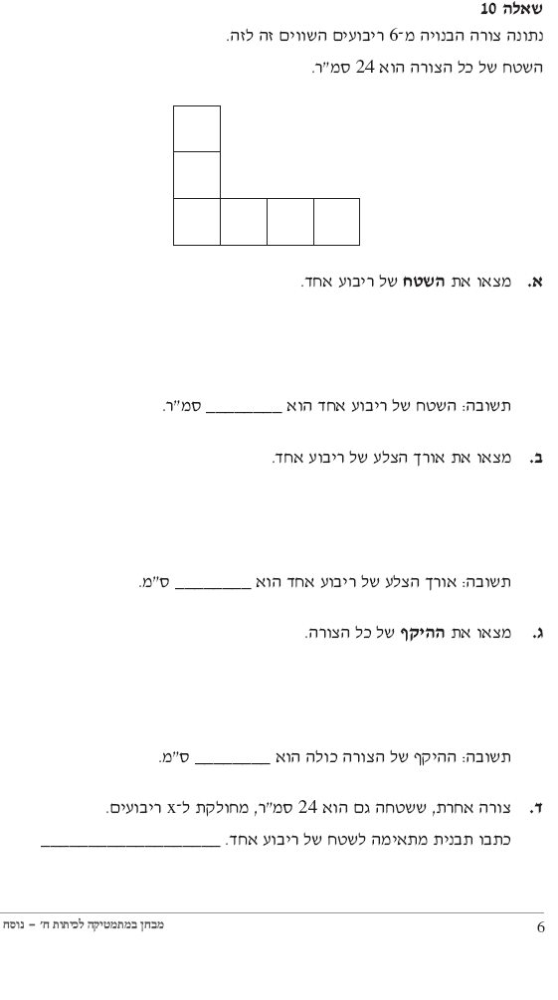 שאלה 10
נתונה צורה הבנויה מ־6 ריבועים השווים זה לזה.
השטח של כל הצורה הוא 24 סמ"ר.
א. מצאו את השטח של ריבוע אחד.
תשובה: השטח של ריבוע אחד הוא ________ סמ"ר.
ב. מצאו את אורך הצלע של ריבוע אחד.
תשובה: אורך הצלע של ריבוע אחד הוא ________ ס"מ.
ג. מצאו את ההיקף של כל הצורה.
תשובה: ההיקף של הצורה כולה הוא ________ ס"מ.
ד. צורה אחרת, ששטחה גם הוא 24 סמ"ר, מחולקת ל־x ריבועים.
כתבו תבנית מתאימה לשטח של ריבוע אחד. ___________________
6 מבחן במתמטיקה לכיתות ח' – נוסח